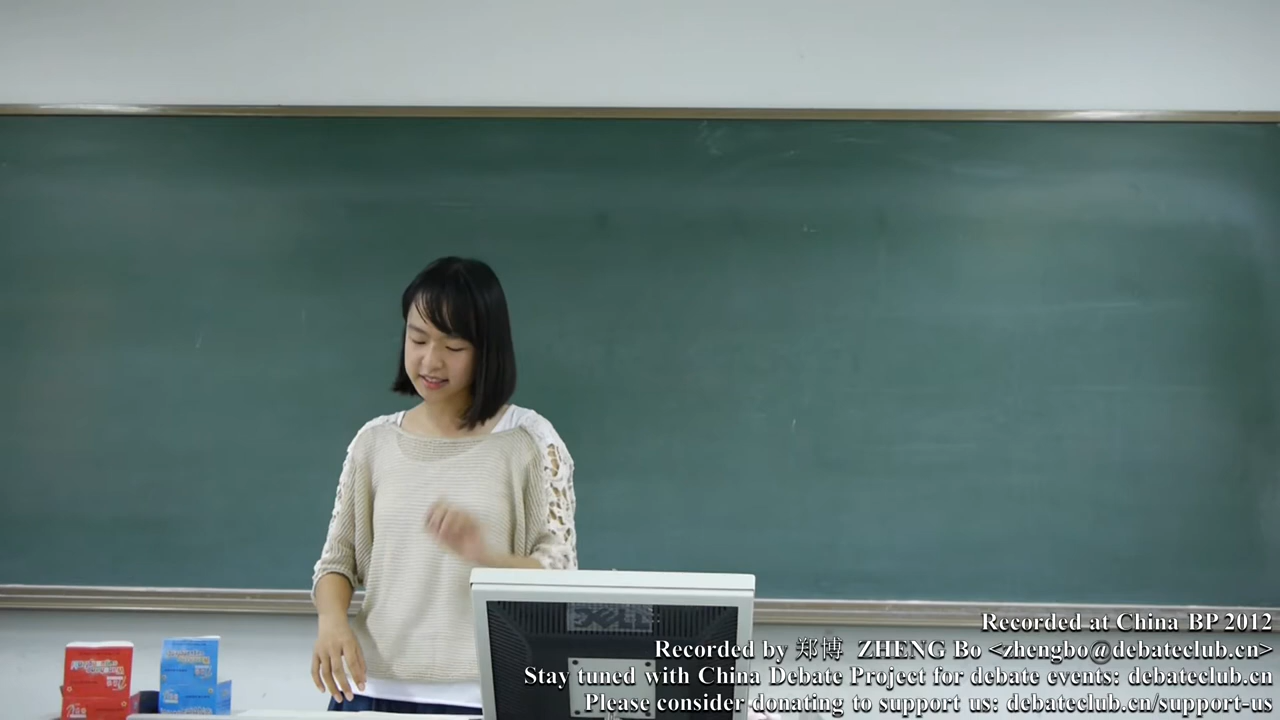 Recorded at China BP 2012
Recorded by 郑博 ZHENG Bo <zhengbo@debateclub.cn>
Stay tuned with China Debate Project for debate events: debateclub.cn
Please consider donating to support us: debateclub.cn/support-us